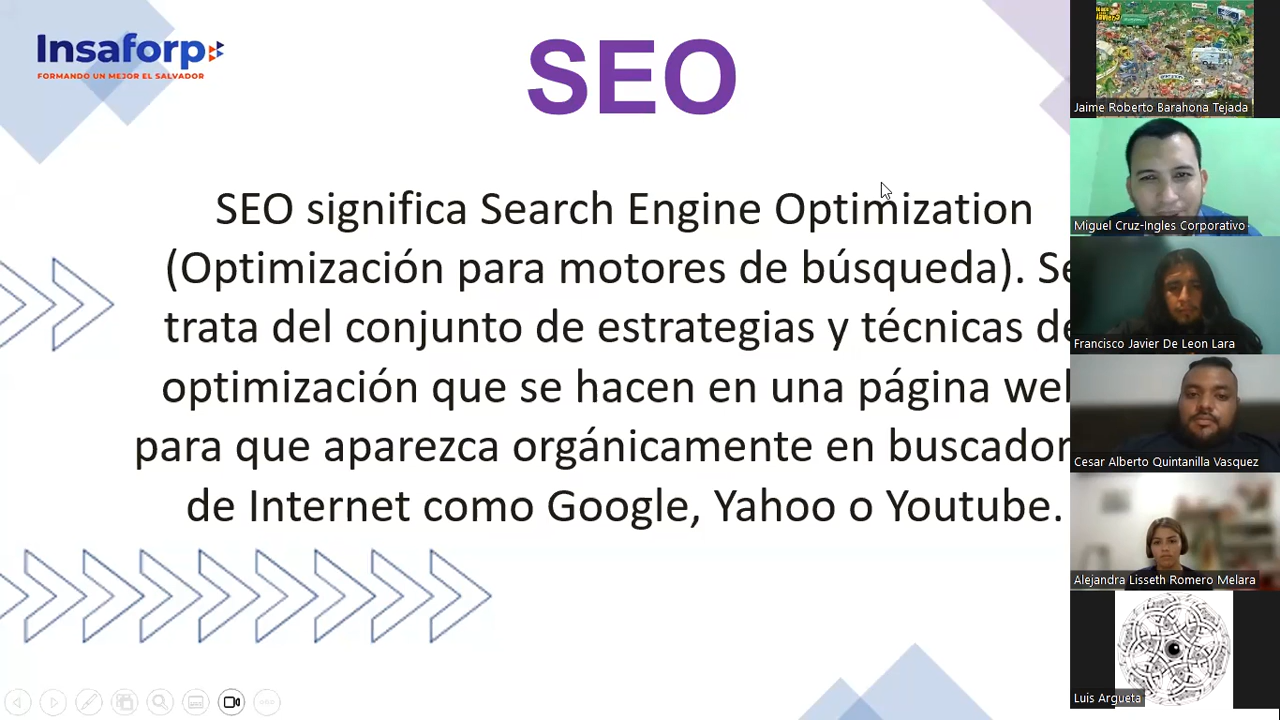 Insaforp
FORMANDO UN MEJOR EL SALVADOR
SEO
SEO significa Search Engine Optimization
(Optimización para motores de búsqueda). Se
trata del conjunto de estrategias y técnicas de
optimización que se hacen en una página web
para que aparezca orgánicamente en buscador
de Internet como Google, Yahoo o Youtube.
Jaime Roberto Barahona Tejada
Miguel Cruz-Ingles Corporativo
Francisco Javier De Leon Lara
Cesar Alberto Quintanilla Vasquez
Alejandra Lisseth Romero Melara
Luis Argueta